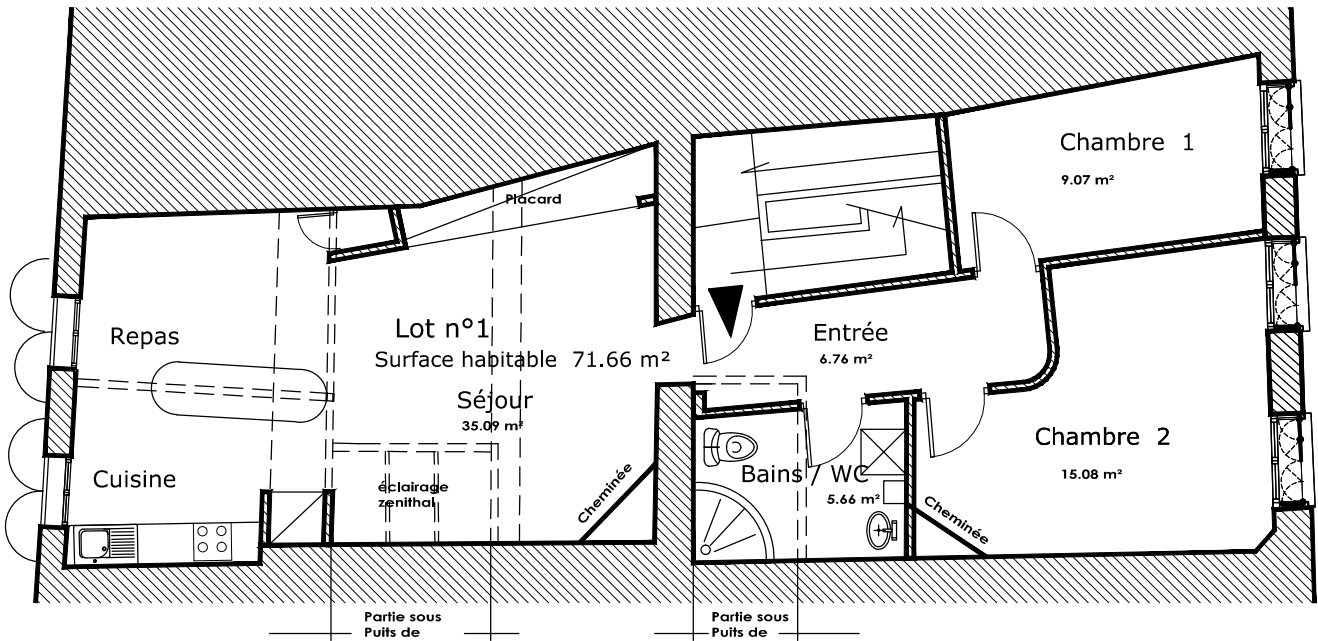 Chambre 1
9.07 m²
Placard
Repas
Lot n°1
Surface habitable 71.66 m²
Entrée
6.76 m²
Séjour
35.09 m²
Chambre 2
15.08 m²
Cuisine
éclairage
zenithal
Cheminée
Bains / WC
5.66 m²
Cheminée
Partie sous
Puits de
Partie sous
Puits de